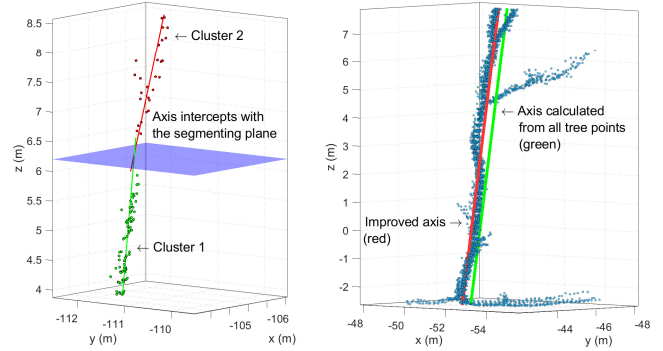 8.5
8
7.5
7
6.5
6
5.5
5
4.5
4
z (m)
← Cluster 2
Axis intercepts with
the segmenting plane
← Cluster 1
-112
-111
-110
y (m)
-105
-106
x (m)
7
6
5
4
3
2
1
0
-1
-2
z (m)
← Axis calculated
from all tree points
(green)
Improved axis →
(red)
-48
-50
-52
-54
x (m)
-44
-46
-48
y (m)